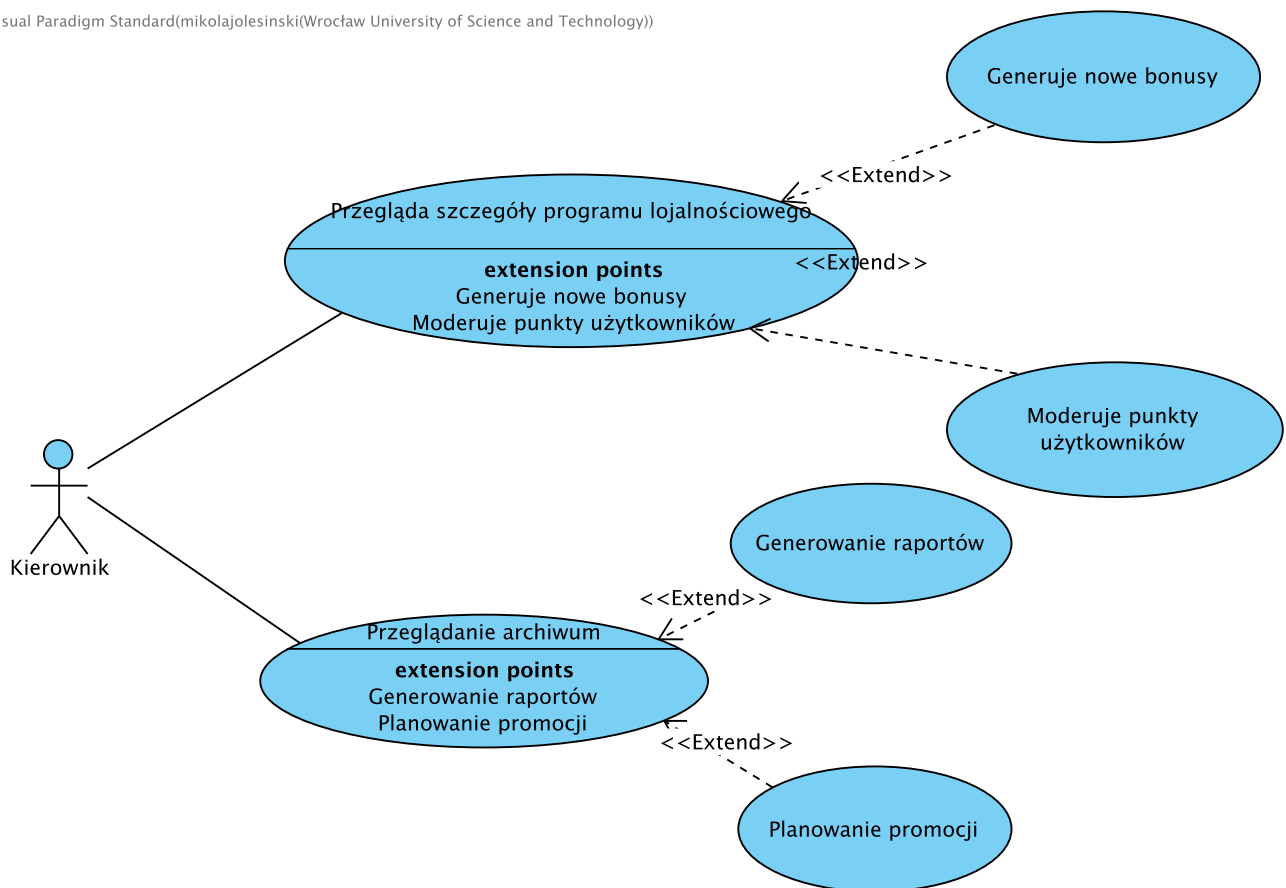 sual Paradigm Standard(mikolajolesinski(Wrocław University of Science and Technology))
Generuje nowe bonusy
<<Extend>>
Przegląda szczegóły programu lojalnościowego
<<Extend>>
extension points
Generuje nowe bonusy
Moderuje punkty użytkowników
Moderuje punkty
użytkowników
Kierownik
Generowanie raportów
<<Extend>>
Przeglądanie archiwum
extension points
Generowanie raportów
Planowanie promocji
<<Extend>>
Planowanie promocji